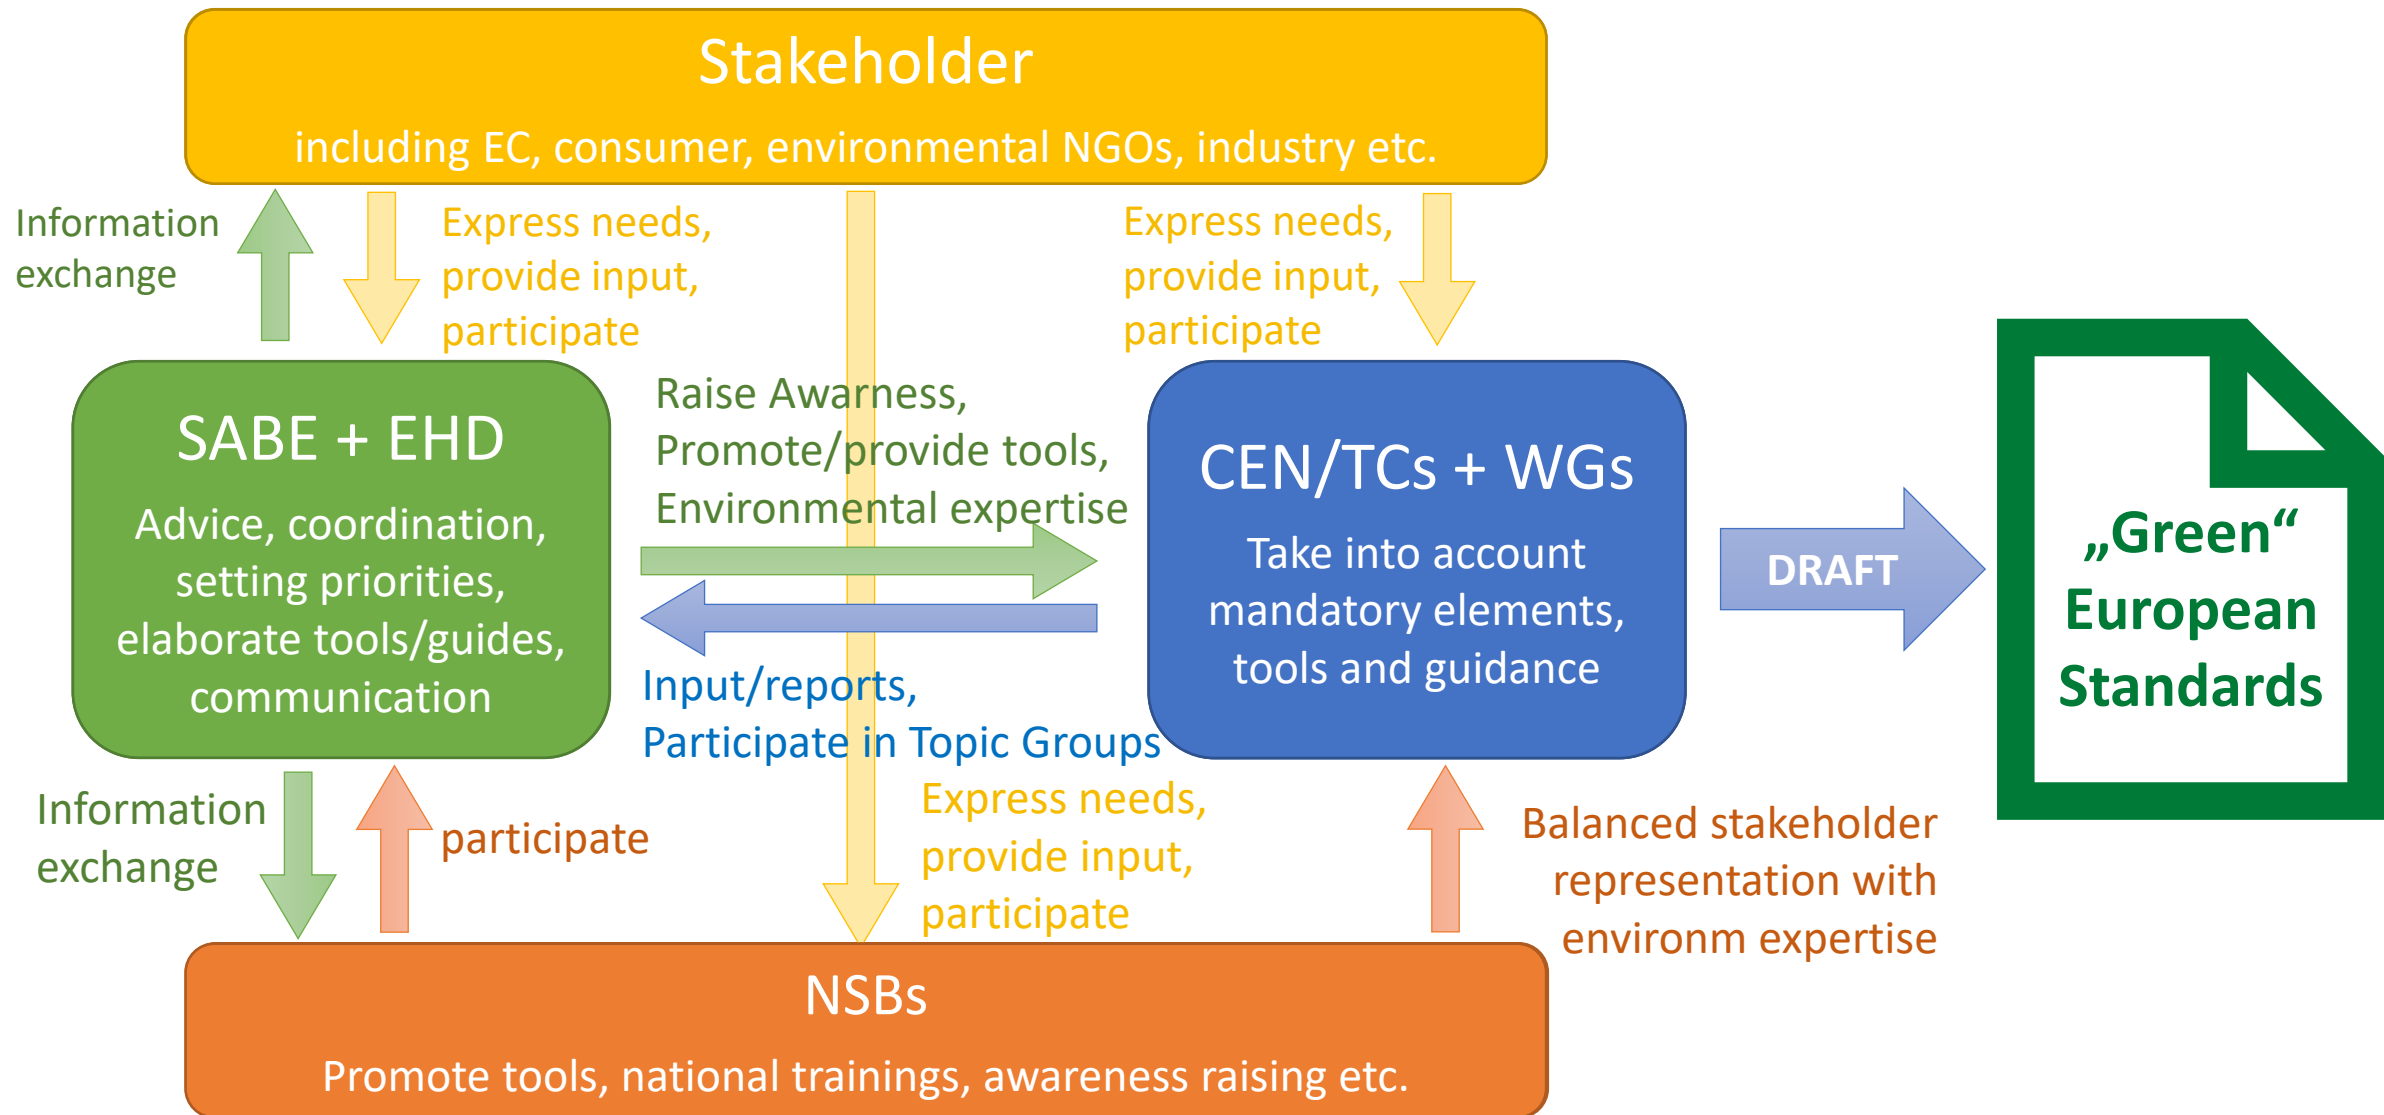 Stakeholder
including EC, consumer, environmental NGOs, industry etc.
Information
exchange
Express needs,
provide input,
participate
Express needs,
provide input,
participate
SABE + EHD
Advice, coordination,
setting priorities,
elaborate tools/guides,
communication
Raise Awarness,
Promote/provide tools,
Environmental expertise
Input/reports,
Participate in Topic Groups
CEN/TCs + WGs
Take into account
mandatory elements,
tools and guidance
DRAFT
„Green“
European
Standards
Information
exchange
participate
Express needs,
provide input,
participate
Balanced stakeholder
representation with
environm expertise
NSBs
Promote tools, national trainings, awareness raising etc.